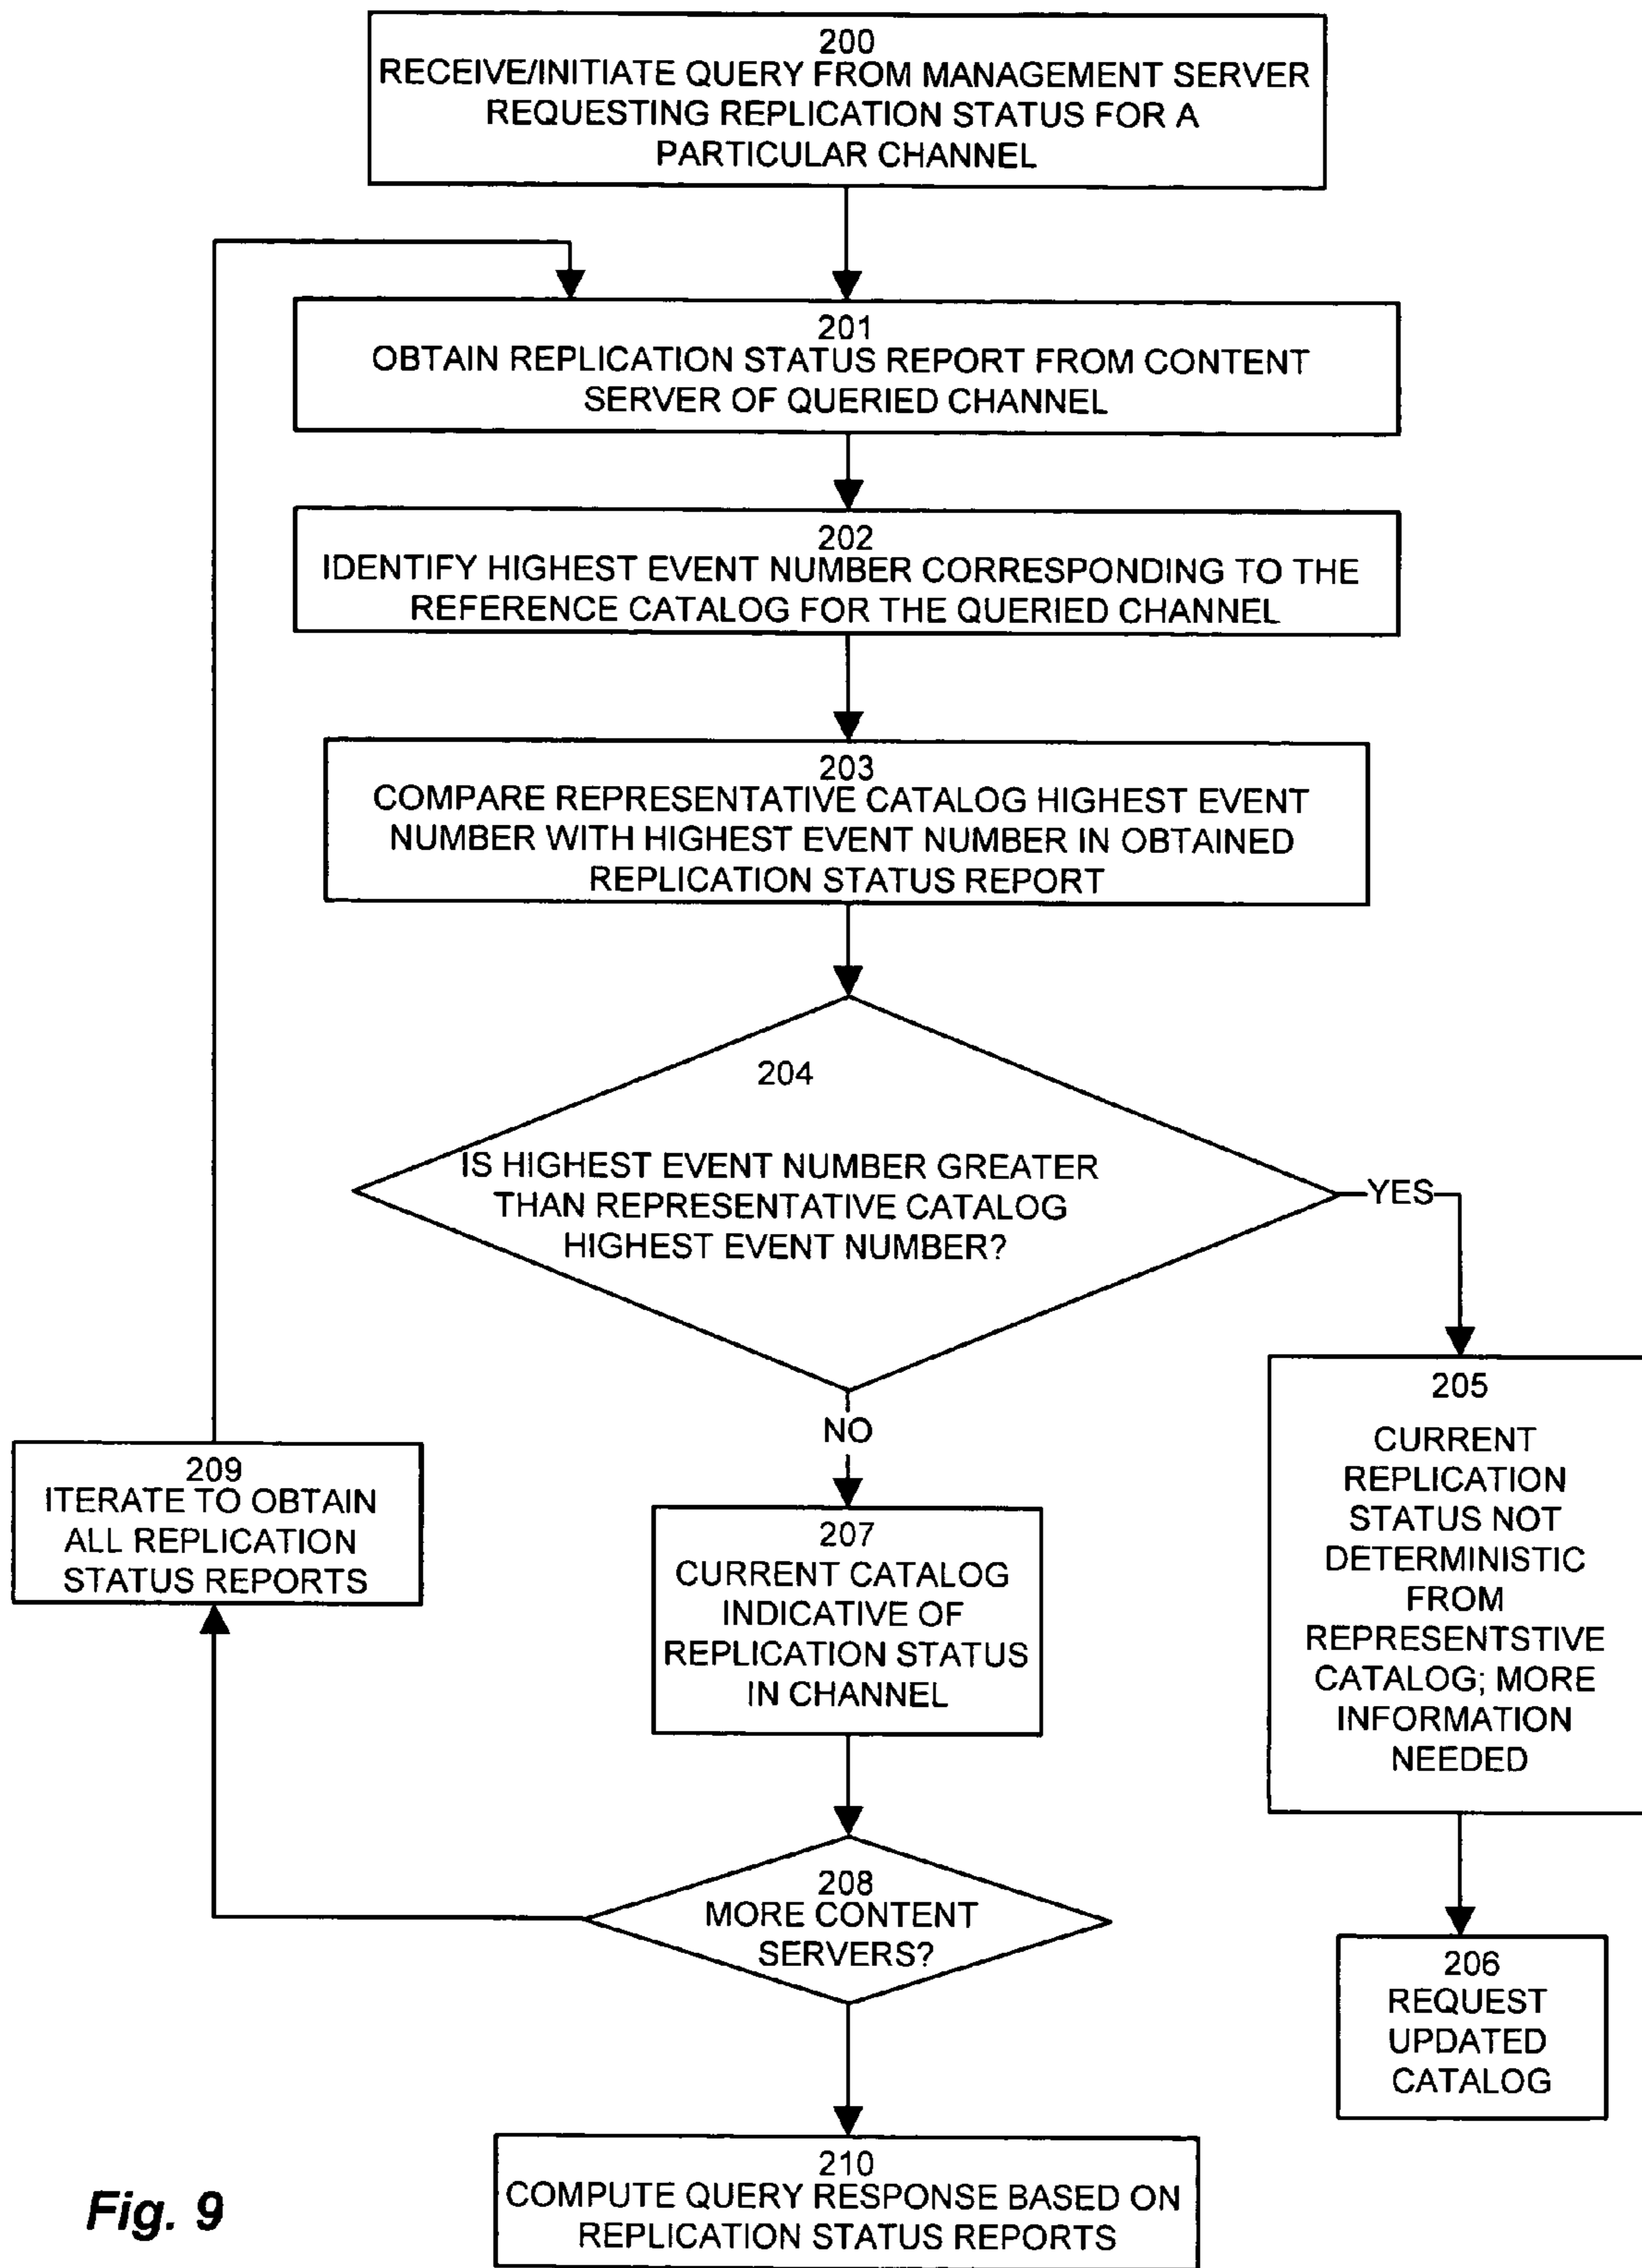 200
RECEIVE/INITIATE QUERY FROM MANAGEMENT SERVER
REQUESTING REPLICATION STATUS FOR A
PARTICULAR CHANNEL
201
OBTAIN REPLICATION STATUS REPORT FROM CONTENT
SERVER OF QUERIED CHANNEL
202
IDENTIFY HIGHEST EVENT NUMBER CORRESPONDING TO THE
REFERENCE CATALOG FOR THE QUERIED CHANNEL
203
COMPARE REPRESENTATIVE CATALOG HIGHEST EVENT
NUMBER WITH HIGHEST EVENT NUMBER IN OBTAINED
REPLICATION STATUS REPORT
204
IS HIGHEST EVENT NUMBER GREATER
THAN REPRESENTATIVE CATALOG
HIGHEST EVENT NUMBER?
YES
NO
205
CURRENT
REPLICATION
STATUS NOT
DETERMINISTIC
FROM
REPRESENTSTIVE
CATALOG; MORE
INFORMATION
NEEDED
206
REQUEST
UPDATED
CATALOG
207
CURRENT CATALOG
INDICATIVE OF
REPLICATION STATUS
IN CHANNEL
208
MORE CONTENT
SERVERS?
209
ITERATE TO OBTAIN
ALL REPLICATION
STATUS REPORTS
210
COMPUTE QUERY RESPONSE BASED ON
REPLICATION STATUS REPORTS
Fig. 9